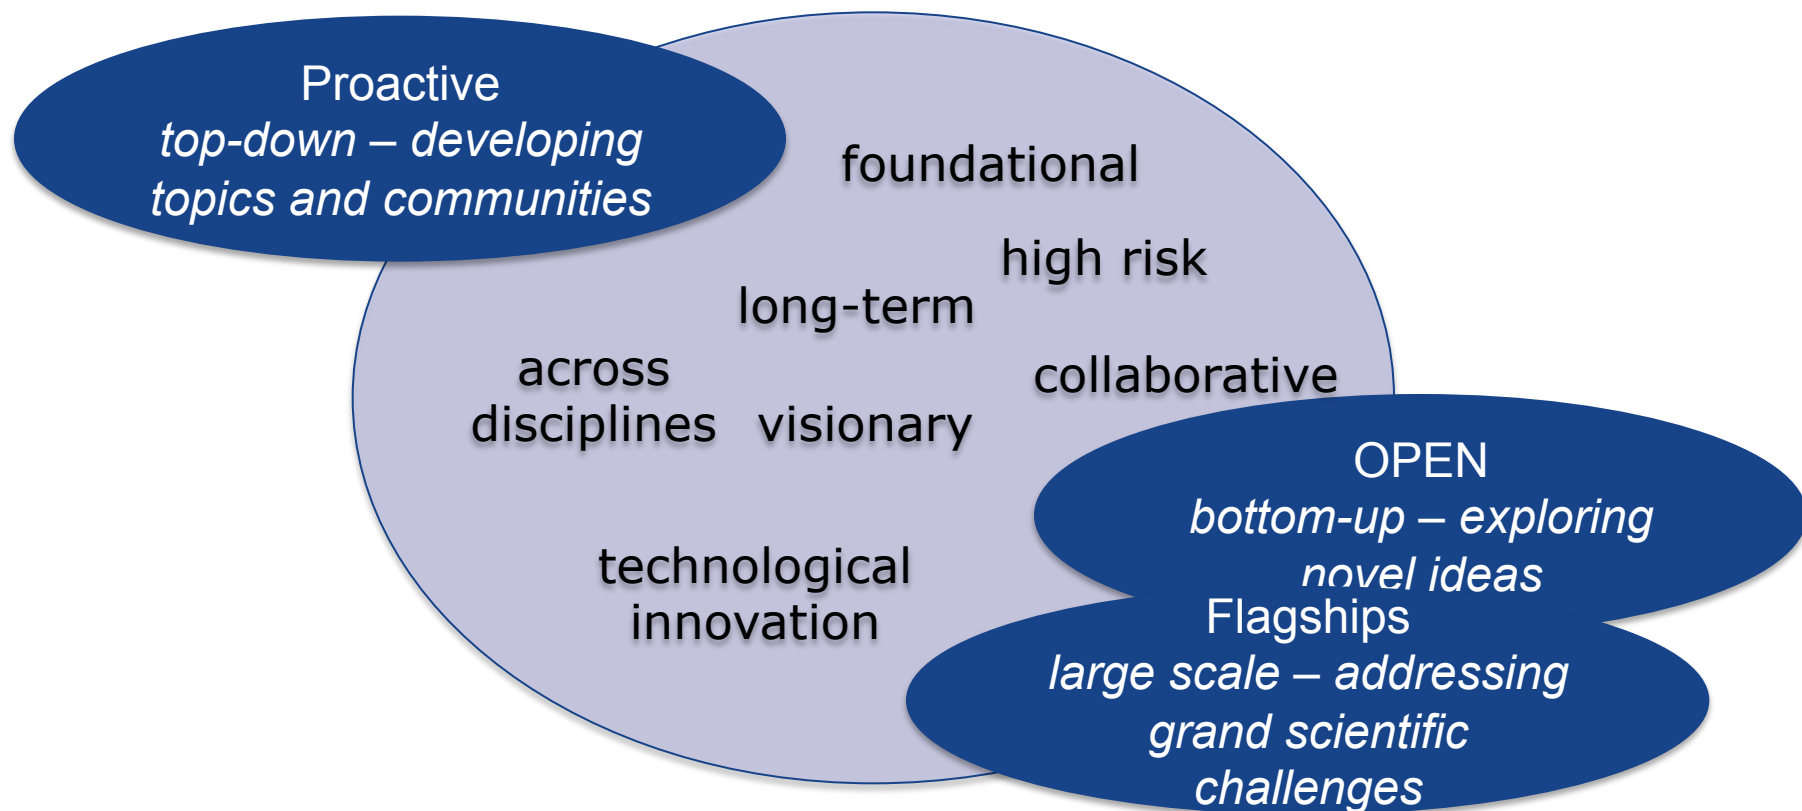 Proactive
top-down – developing
topics and communities
foundational
high risk
long-term
across
disciplines
visionary
collaborative
technological
innovation
OPEN
bottom-up – exploring
novel ideas
Flagships
large scale – addressing
grand scientific
challenges